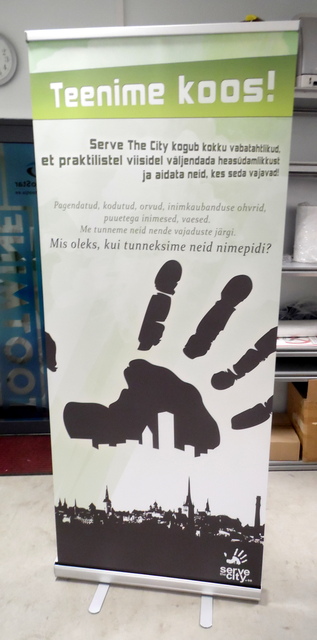 Teenime koos!
Serve The City kogub kokku vabatahtlikud,
et praktilistel viisidel väljendada heasüdamlikkust
ja aidata neid, kes seda vajavad!
Pagendatud, kodutud, orvud, inimkaubanduse ohvrid,
puuetega inimesed, vaesed.
Me tunneme neid nende vajaduste järgi.
Mis oleks, kui tunneksime neid nimepidi?
serve
the city